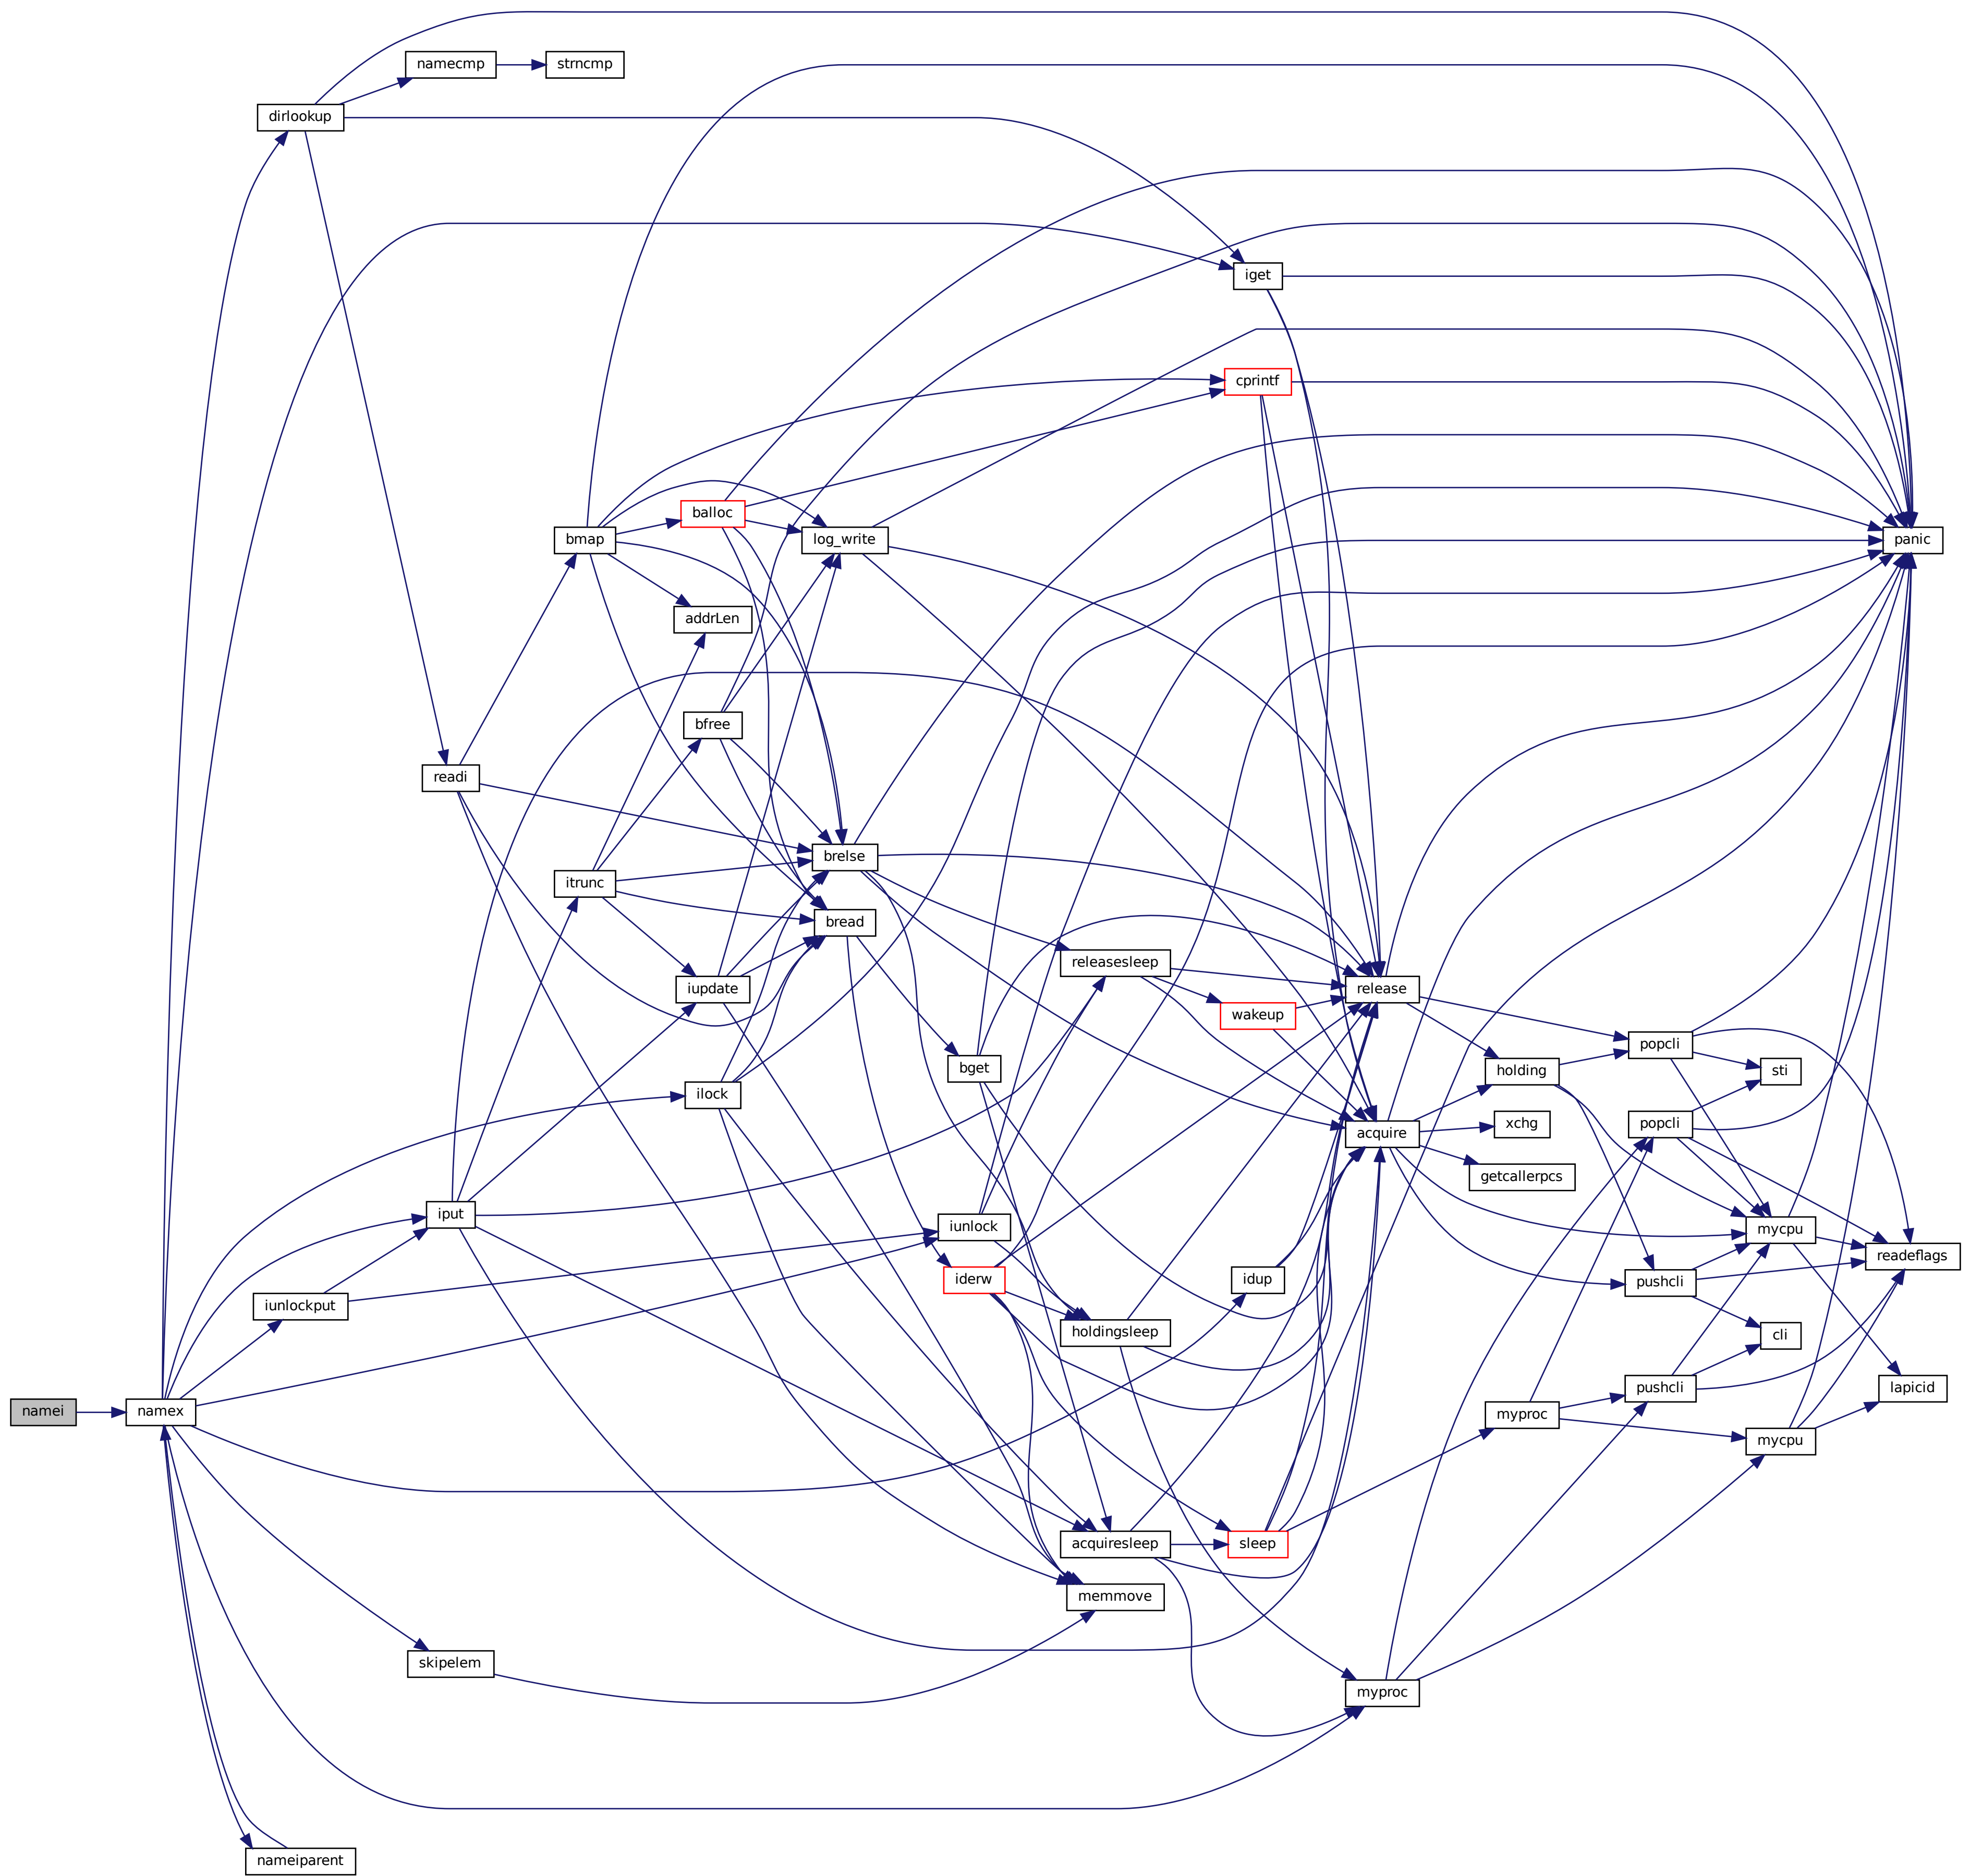 namecmp
strncmp
dirlookup
iget
cprintf
balloc
bmap
log_write
panic
addrLen
bfree
readi
brelse
itrunc
bread
releasesleep
iupdate
release
wakeup
popcli
bget
holding
sti
ilock
xchg
popcli
acquire
getcallerpcs
iput
iunlock
mycpu
readeflags
iderw
idup
pushcli
iunlockput
holdingsleep
cli
pushcli
lapicid
namei
namex
myproc
mycpu
acquiresleep
sleep
memmove
skipelem
myproc
nameiparent